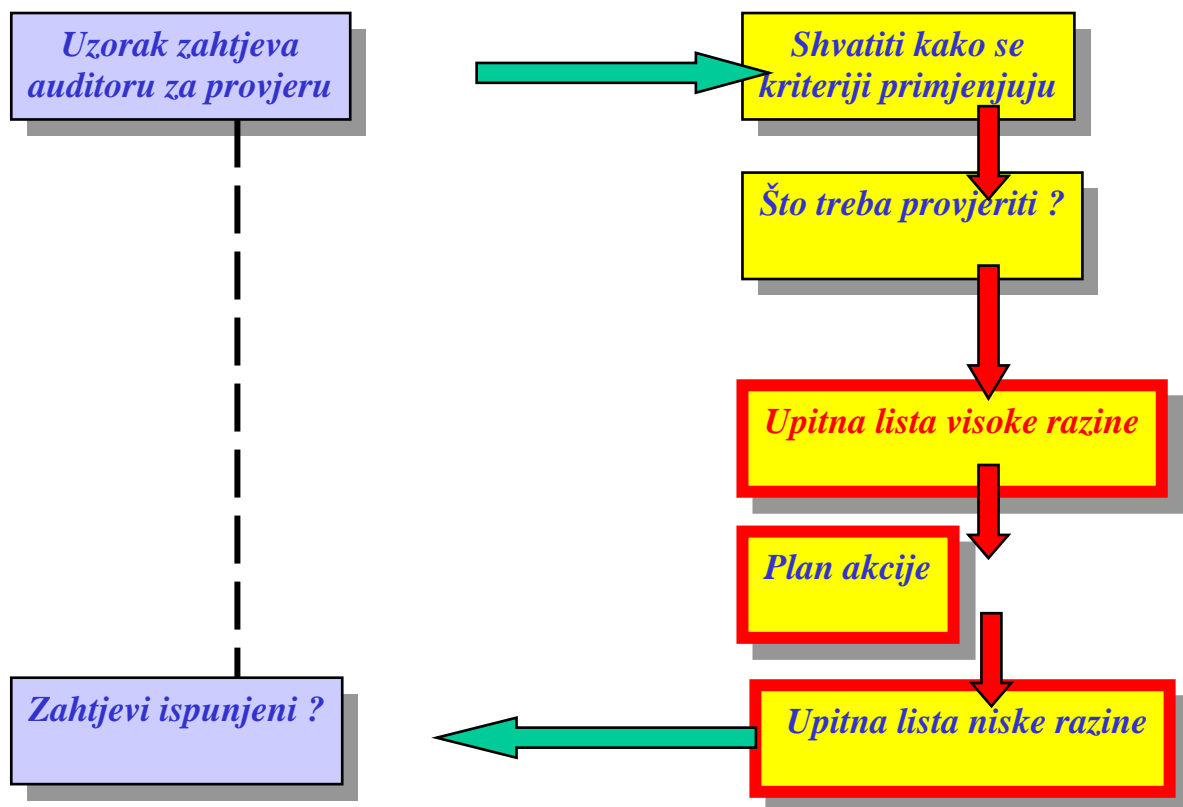 Uzorak zahtjeva
auditoru za provjeru
Shvatiti kako se
kriteriji primjenjuju
Što treba provjeriti ?
Upitna lista visoke razine
Plan akcije
Zahtjevi ispunjeni ?
Upitna lista niske razine